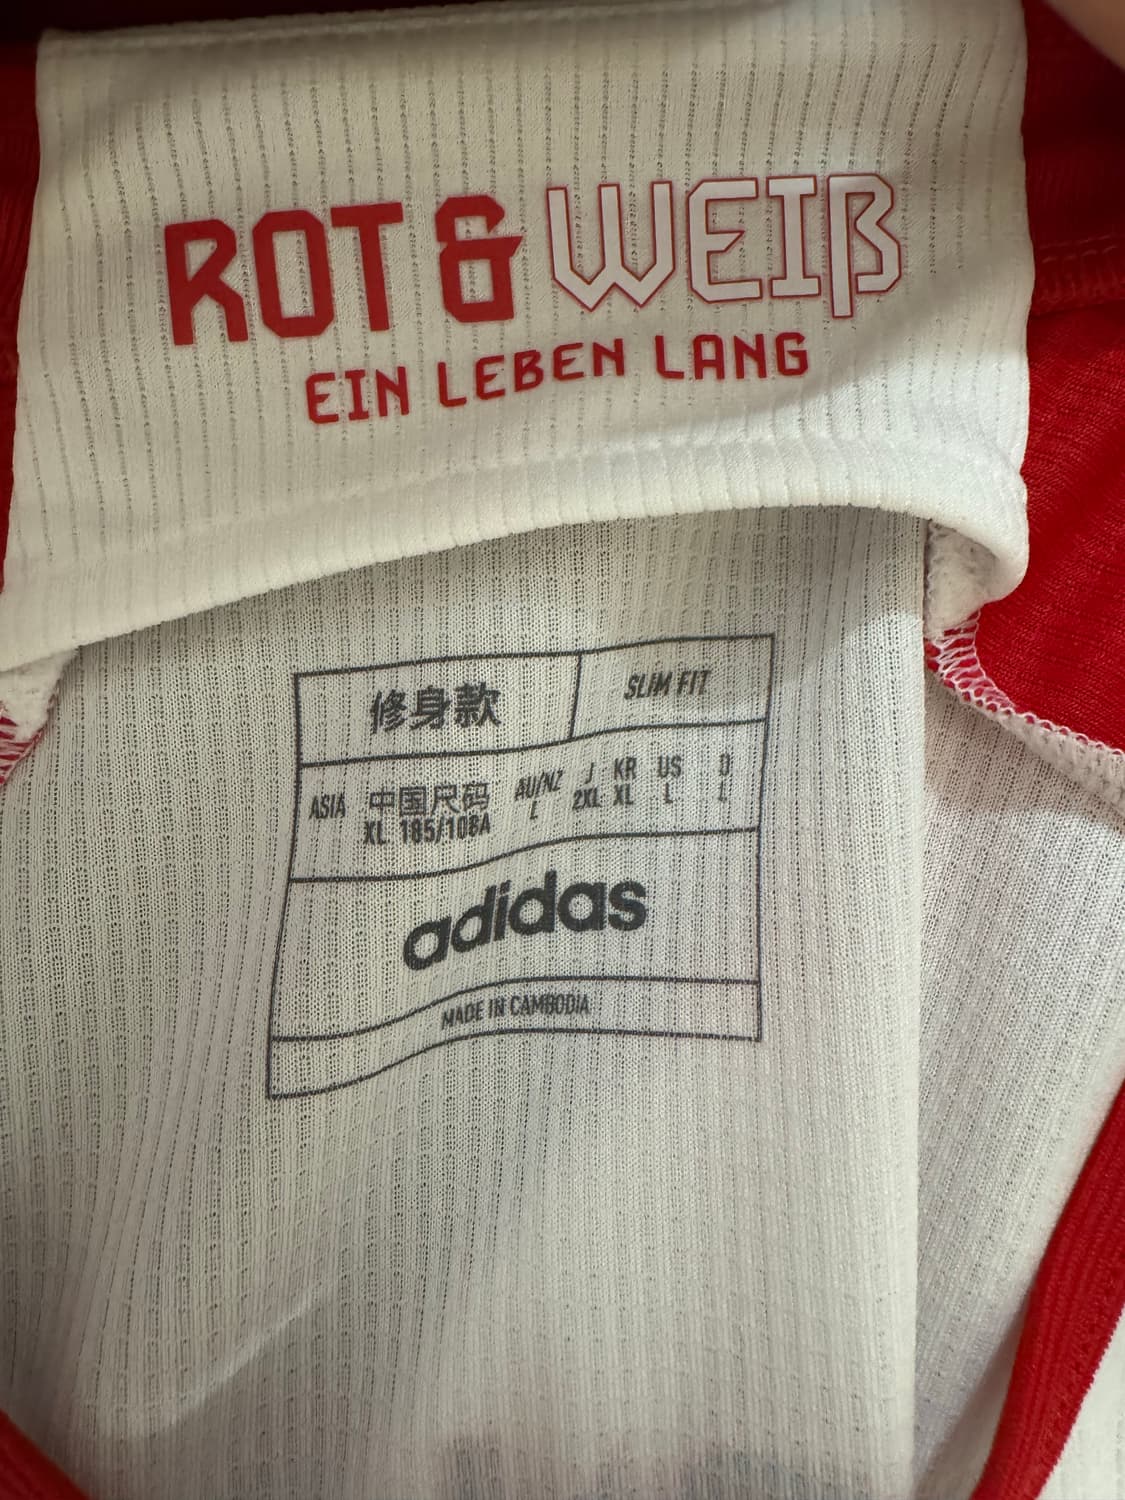 ROT & WEIß
EIN LEBEN LANG
修身款 SLIM FIT
ASIA 中国尺码 AU/NZ J KR US D
XL 185/108A L 2XL XL L L
adidas
MADE IN CAMBODIA